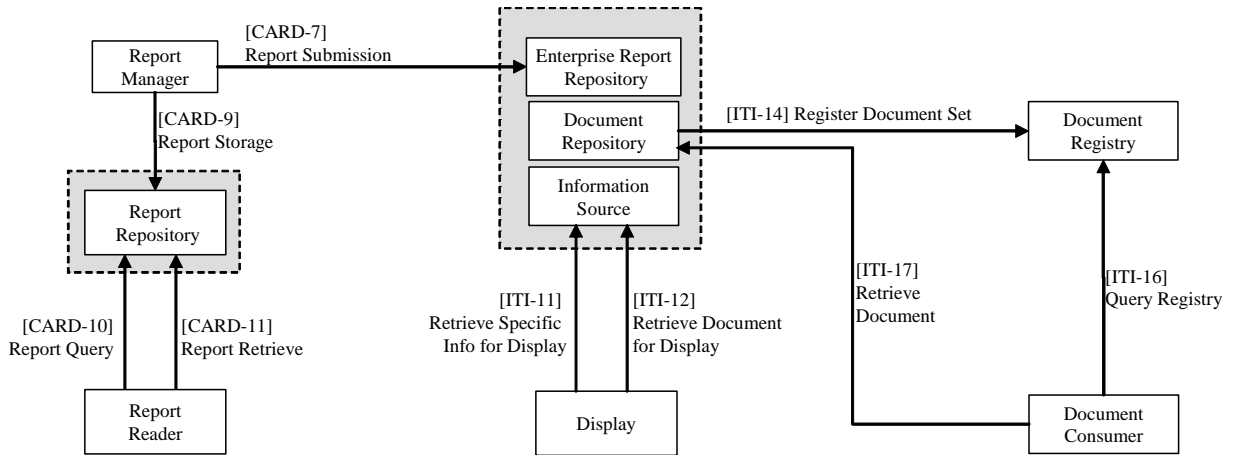 [CARD-7]
Report Submission
Report
Manager
Enterprise Report
Repository
[CARD-9]
Report Storage
Document
Repository
[ITI-14] Register Document Set
Document
Registry
Information
Source
Report
Repository
[CARD-10]
Report Query
[CARD-11]
Report Retrieve
[ITI-11]
Retrieve Specific
Info for Display
[ITI-12]
Retrieve Document
for Display
[ITI-17]
Retrieve
Document
[ITI-16]
Query Registry
Report
Reader
Display
Document
Consumer